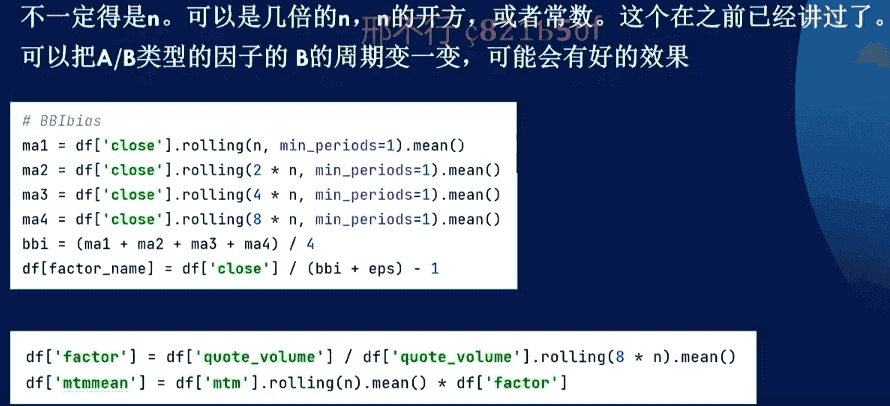 不一定得是n。可以是几倍的n，n的开方，或者常数。这个在之前已经讲过了。
可以把A/B类型的因子的 B的周期变一变，可能会有好的效果
# BBIbias
ma1 = df['close'].rolling(n, min_periods=1).mean()
ma2 = df['close'].rolling(2 * n, min_periods=1).mean()
ma3 = df['close'].rolling(4 * n, min_periods=1).mean()
ma4 = df['close'].rolling(8 * n, min_periods=1).mean()
bbi = (ma1 + ma2 + ma3 + ma4) / 4
df[factor_name] = df['close'] / (bbi + eps) - 1
df['factor'] = df['quote_volume'] / df['quote_volume'].rolling(8 * n).mean()
df['mtmmean'] = df['mtm'].rolling(n).mean() * df['factor']